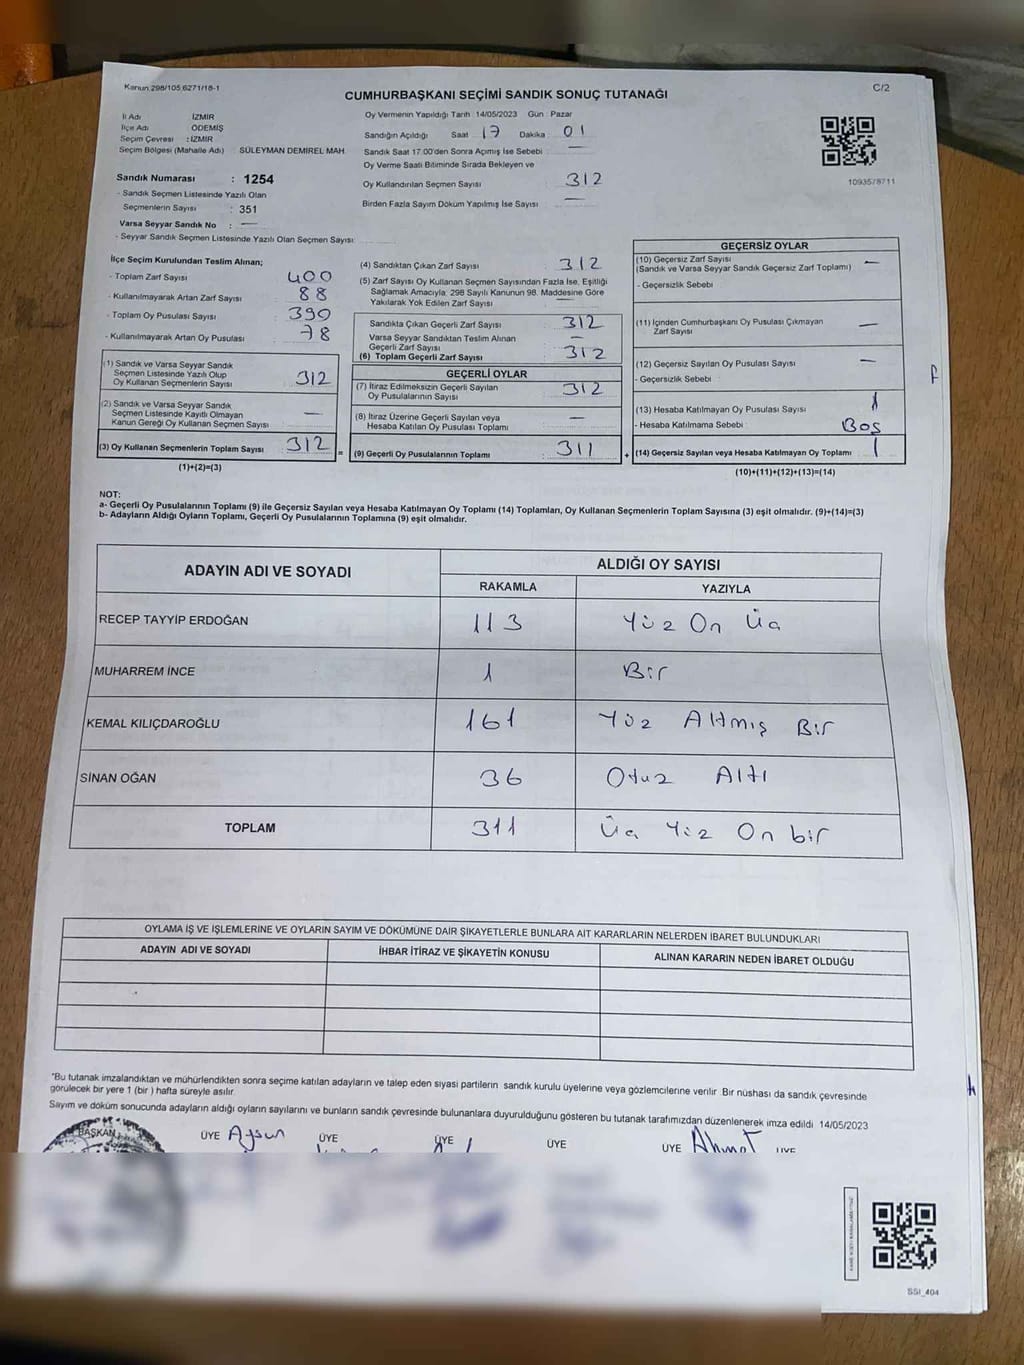 Kanun 298/105,6271/18-1
CUMHURBAŞKANI SEÇİMİ SANDIK SONUÇ TUTANAĞI
C/2
İl Adı İZMİR
İlçe Adı ÖDEMİŞ
Seçim Çevresi : İZMİR
Seçim Bölgesi (Mahalle Adı) : SÜLEYMAN DEMİREL MAH.
Sandık Numarası : 1254
- Sandık Seçmen Listesinde Yazılı Olan
Seçmenlerin Sayısı : 351
Varsa Seyyar Sandık No : —
- Seyyar Sandık Seçmen Listesinde Yazılı Olan Seçmen Sayısı:
Oy Vermenin Yapıldığı Tarih 14/05/2023 Gün : Pazar
Sandığın Açıldığı Saat 17 Dakika 01
Sandık Saat 17:00'den Sonra Açımış İse Sebebi : —
Oy Verme Saati Bitiminde Sırada Bekleyen ve
Oy Kullandırılan Seçmen Sayısı 312
Birden Fazla Sayım Döküm Yapılmış İse Sayısı —
1093578711
İlçe Seçim Kurulundan Teslim Alınan;
- Toplam Zarf Sayısı 400
- Kullanılmayarak Artan Zarf Sayısı 88
- Toplam Oy Pusulası Sayısı 390
- Kullanılmayarak Artan Oy Pusulası 78
(1) Sandık ve Varsa Seyyar Sandık
Seçmen Listesinde Yazılı Olup
Oy Kullanan Seçmenlerin Sayısı 312
(2) Sandık ve Varsa Seyyar Sandık
Seçmen Listesinde Kayıtlı Olmayan
Kanun Gereği Oy Kullanan Seçmen Sayısı —
(3) Oy Kullanan Seçmenlerin Toplam Sayısı 312 =
(1)+(2)=(3)
(4) Sandıktan Çıkan Zarf Sayısı 312
(5) Zarf Sayısı Oy Kullanan Seçmen Sayısından Fazla İse, Eşitliği
Sağlamak Amacıyla, 298 Sayılı Kanunun 98. Maddesine Göre
Yakılarak Yok Edilen Zarf Sayısı —
Sandıkta Çıkan Geçerli Zarf Sayısı 312
Varsa Seyyar Sandıktan Teslim Alınan
Geçerli Zarf Sayısı —
(6) Toplam Geçerli Zarf Sayısı 312
GEÇERLİ OYLAR
(7) İtiraz Edilmeksizin Geçerli Sayılan
Oy Pusulalarının Sayısı 312
(8) İtiraz Üzerine Geçerli Sayılan veya
Hesaba Katılan Oy Pusulası Toplamı —
(9) Geçerli Oy Pusulalarının Toplamı 311 +
GEÇERSİZ OYLAR
(10) Geçersiz Zarf Sayısı —
(Sandık ve Varsa Seyyar Sandık Geçersiz Zarf Toplamı)
- Geçersizlik Sebebi
(11) İçinden Cumhurbaşkanı Oy Pusulası Çıkmayan
Zarf Sayısı —
(12) Geçersiz Sayılan Oy Pusulası Sayısı —
- Geçersizlik Sebebi
(13) Hesaba Katılmayan Oy Pusulası Sayısı 1
- Hesaba Katılmama Sebebi : Boş
(14) Geçersiz Sayılan veya Hesaba Katılmayan Oy Toplamı 1
(10)+(11)+(12)+(13)=(14)
NOT:
a- Geçerli Oy Pusulalarının Toplamı (9) ile Geçersiz Sayılan veya Hesaba Katılmayan Oy Toplamı (14) Toplamları, Oy Kullanan Seçmenlerin Toplam Sayısına (3) eşit olmalıdır. (9)+(14)=(3)
b- Adayların Aldığı Oyların Toplamı, Geçerli Oy Pusulalarının Toplamına (9) eşit olmalıdır.
ADAYIN ADI VE SOYADI ALDIĞI OY SAYISI
RAKAMLA YAZIYLA
RECEP TAYYİP ERDOĞAN 113 Yüz On Üç
MUHARREM İNCE 1 Bir
KEMAL KILIÇDAROĞLU 161 Yüz Altmış Bir
SİNAN OĞAN 36 Otuz Altı
TOPLAM 311 Üç Yüz On bir
OYLAMA İŞ VE İŞLEMLERİNE VE OYLARIN SAYIM VE DÖKÜMÜNE DAİR ŞİKAYETLERLE BUNLARA AİT KARARLARIN NELERDEN İBARET BULUNDUKLARI
ADAYIN ADI VE SOYADI İHBAR İTİRAZ VE ŞİKAYETİN KONUSU ALINAN KARARIN NEDEN İBARET OLDUĞU
"Bu tutanak imzalandıktan ve mühürlendikten sonra seçime katılan adayların ve talep eden siyasi partilerin sandık kurulu üyelerine veya gözlemcilerine verilir Bir nüshası da sandık çevresinde
görülecek bir yere 1 (bir) hafta süreyle asılır.
Sayım ve döküm sonucunda adayların aldığı oyların sayılarını ve bunların sandık çevresinde bulunanlara duyurulduğunu gösteren bu tutanak tarafımızdan düzenlenerek imza edildi 14/05/2023
BAŞKAN ÜYE Aysun ÜYE ÜYE ÜYE ÜYE Ahmet ÜYE
SSI_404